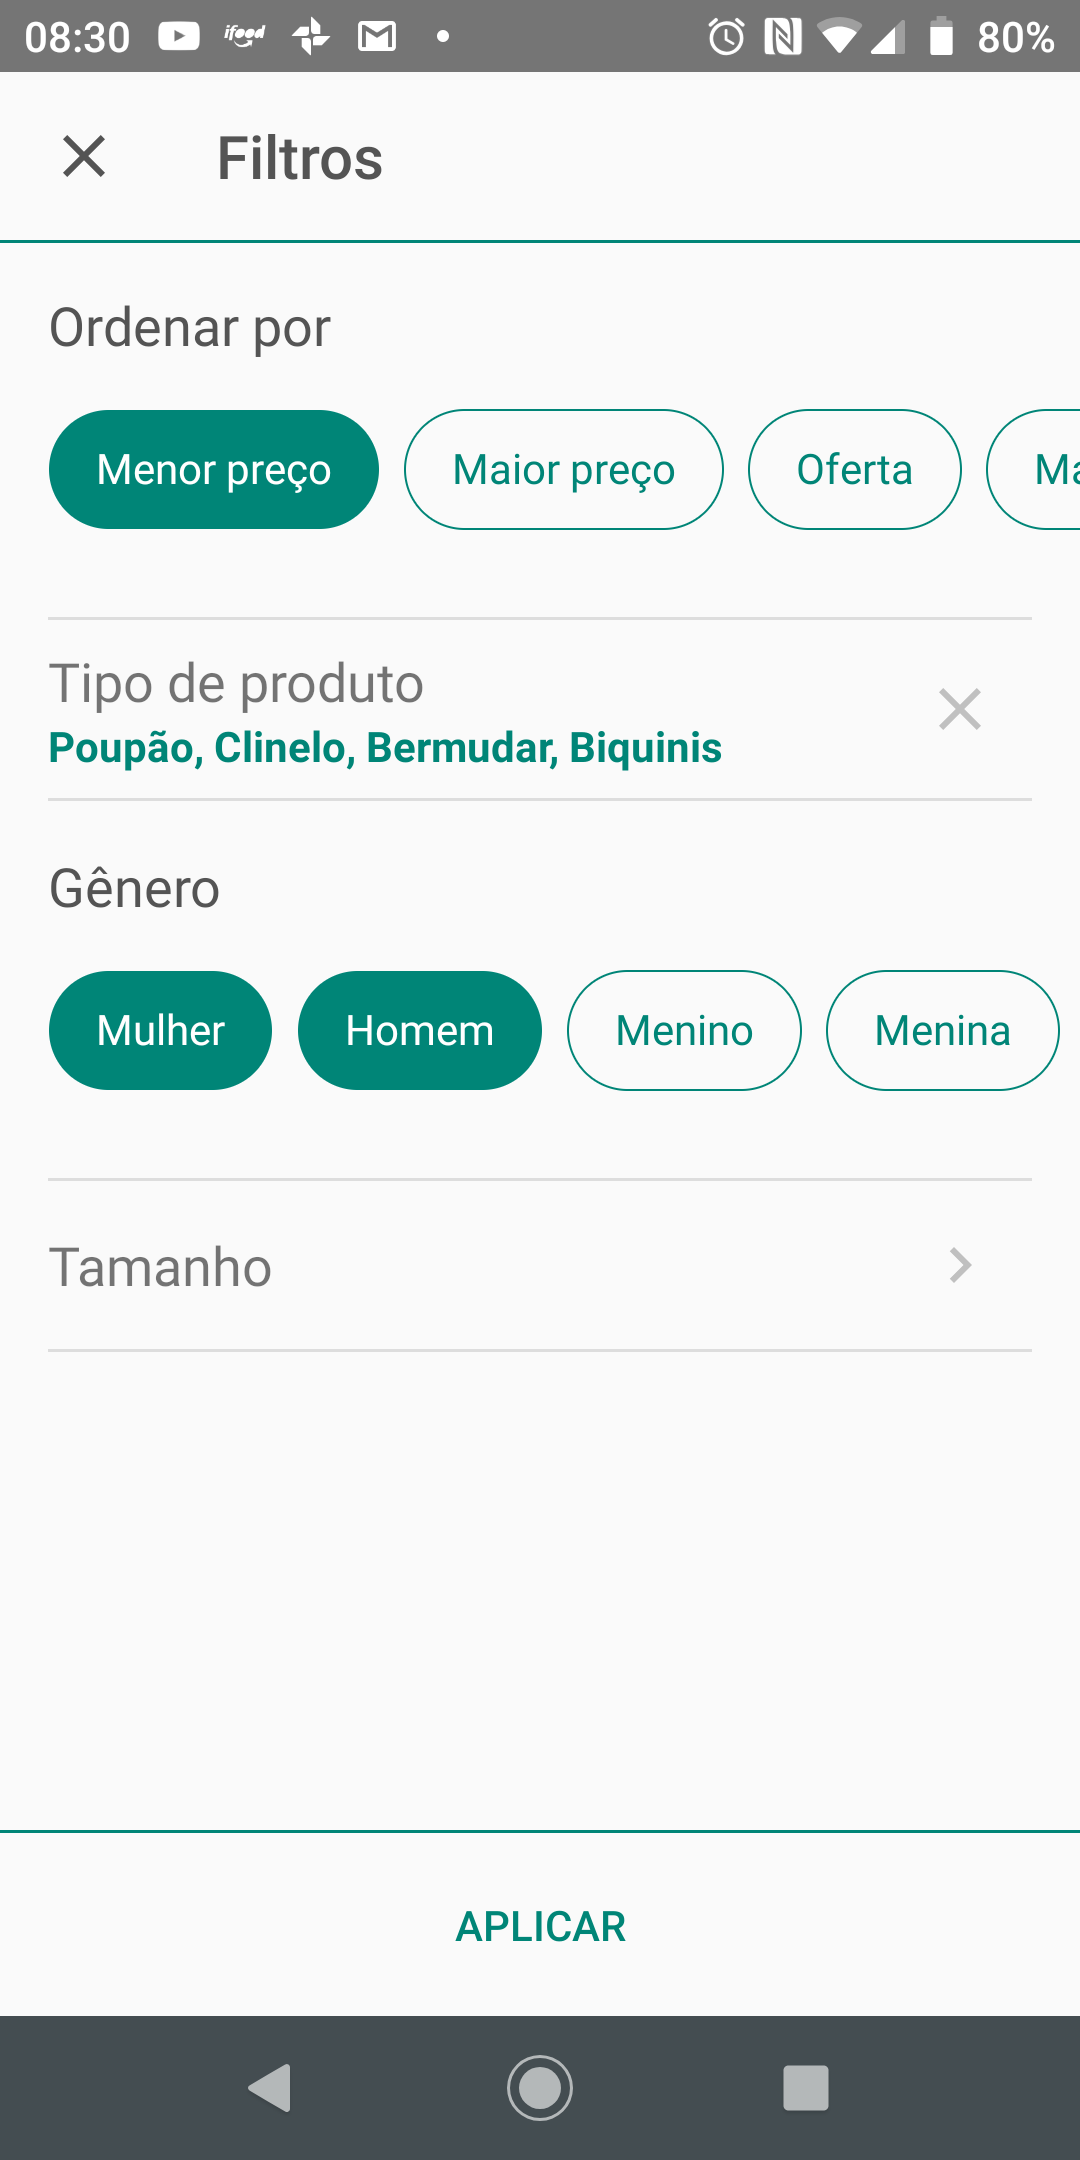 08:30 ifood 80%
Filtros
Ordenar por
Menor preço Maior preço Oferta Ma
Tipo de produto
Poupão, Clinelo, Bermudar, Biquinis
Gênero
Mulher Homem Menino Menina
Tamanho
APLICAR